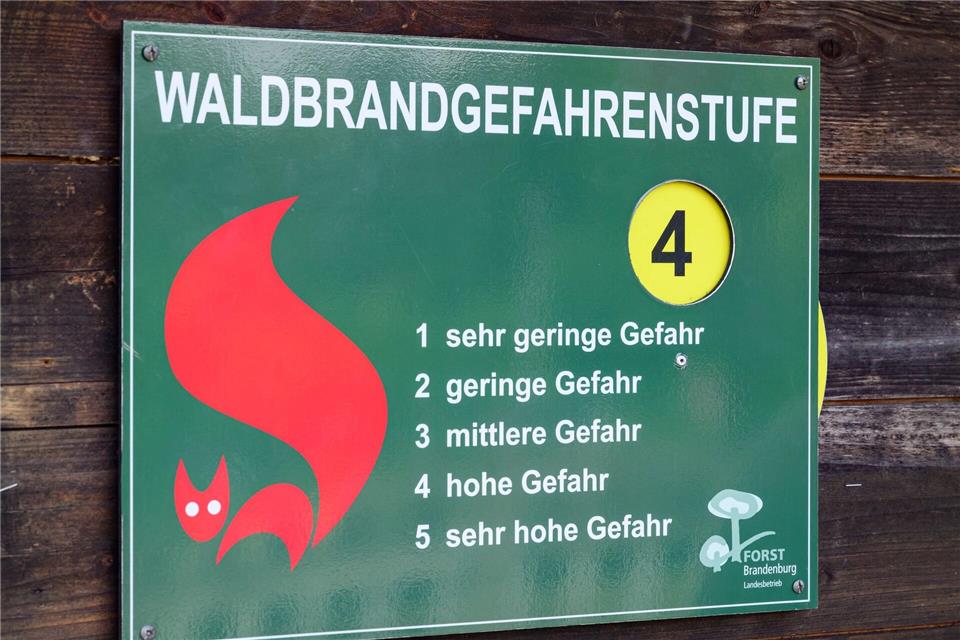 WALDBRANDGEFAHRENSTUFE
4
1 sehr geringe Gefahr
2 geringe Gefahr
3 mittlere Gefahr
4 hohe Gefahr
5 sehr hohe Gefahr
FORST
Brandenburg
Landesbetrieb